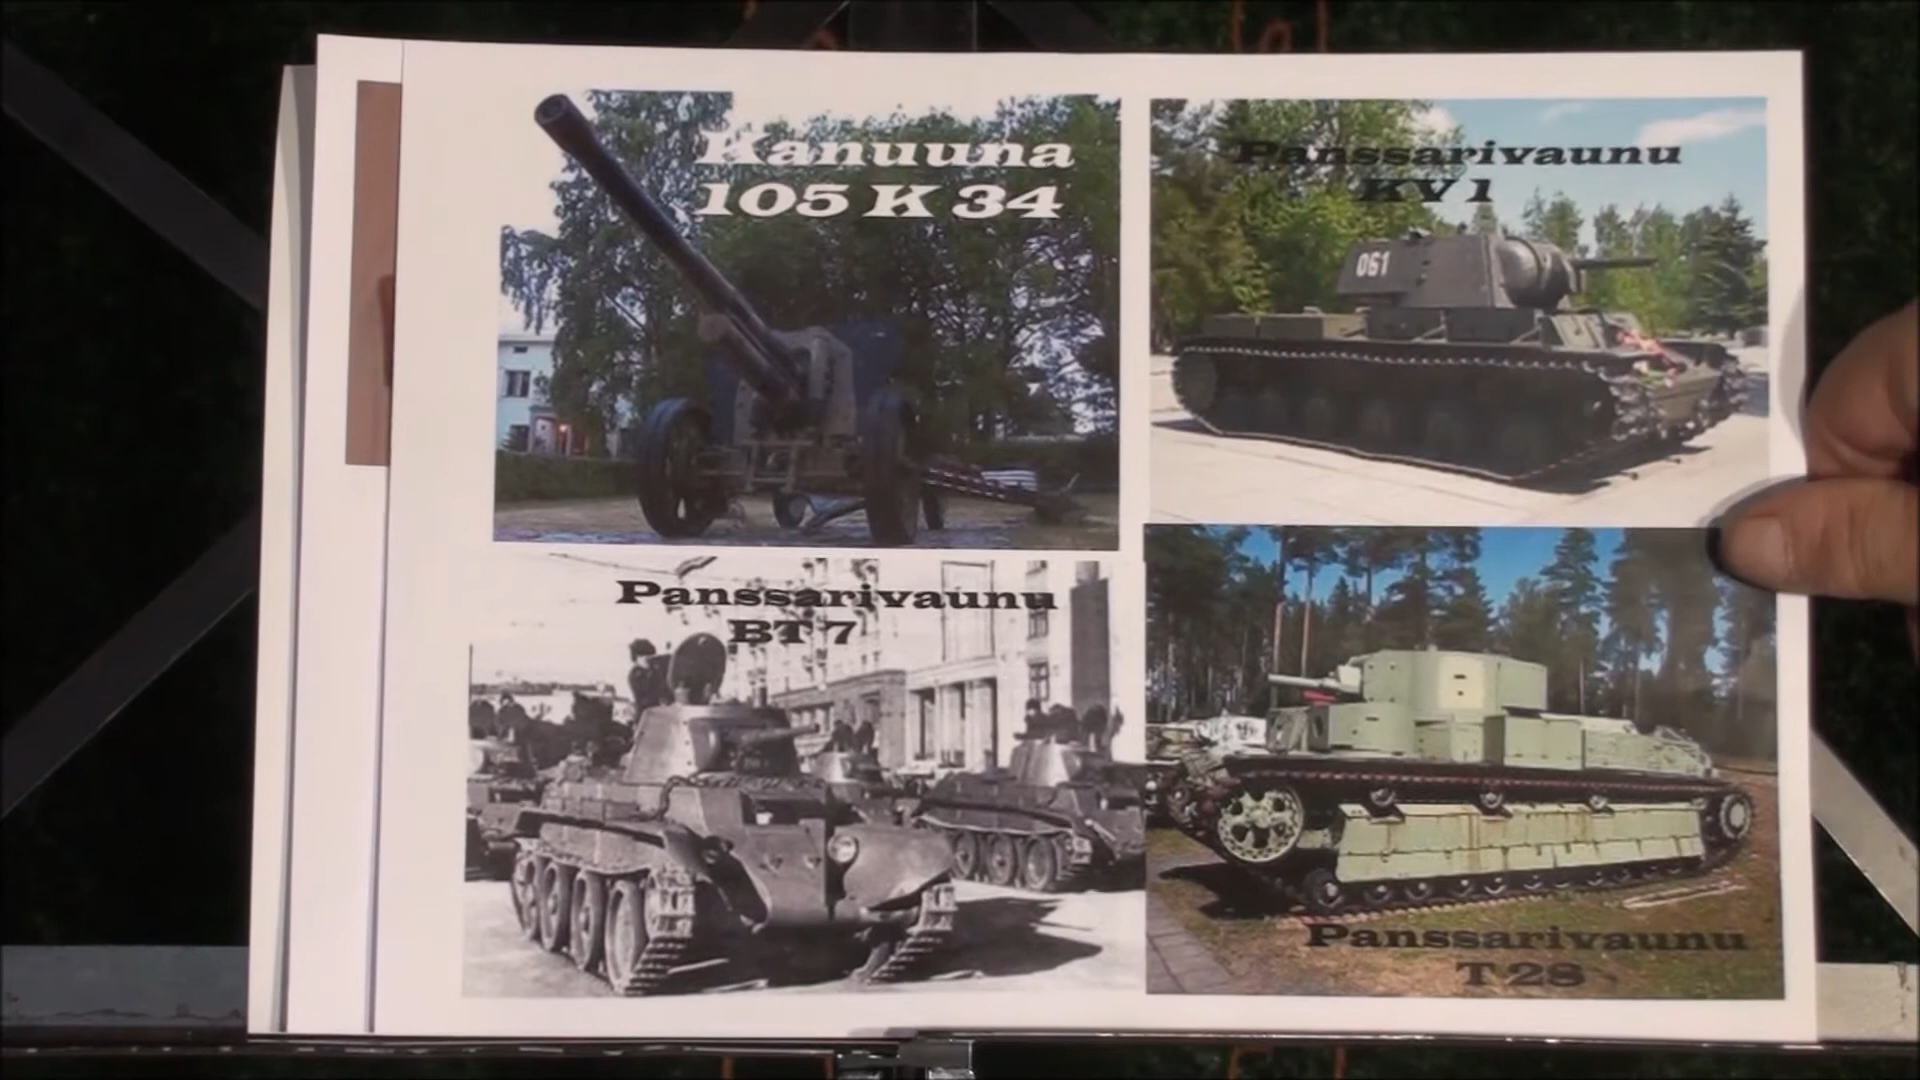 Kanuuna
105 K 34
Panssarivaunu
KV 1
061
Panssarivaunu
BT 7
Panssarivaunu
T 28